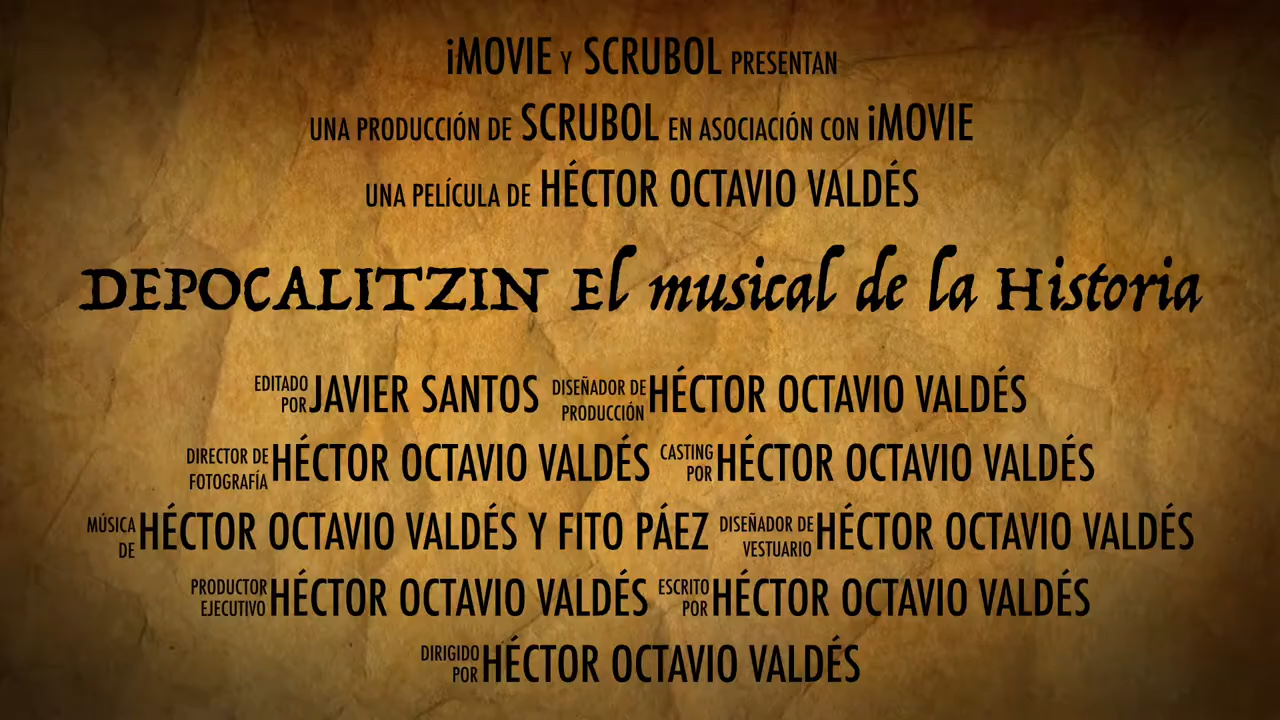 iMOVIE Y SCRUBOL PRESENTAN
UNA PRODUCCIÓN DE SCRUBOL EN ASOCIACIÓN CON iMOVIE
UNA PELÍCULA DE HÉCTOR OCTAVIO VALDÉS
DEPOCALITZIN El musical de la Historia
EDITADO POR JAVIER SANTOS DISEÑADOR DE PRODUCCIÓN HÉCTOR OCTAVIO VALDÉS
DIRECTOR DE FOTOGRAFÍA HÉCTOR OCTAVIO VALDÉS CASTING POR HÉCTOR OCTAVIO VALDÉS
MÚSICA DE HÉCTOR OCTAVIO VALDÉS Y FITO PÁEZ DISEÑADOR DE VESTUARIO HÉCTOR OCTAVIO VALDÉS
PRODUCTOR EJECUTIVO HÉCTOR OCTAVIO VALDÉS ESCRITO POR HÉCTOR OCTAVIO VALDÉS
DIRIGIDO POR HÉCTOR OCTAVIO VALDÉS